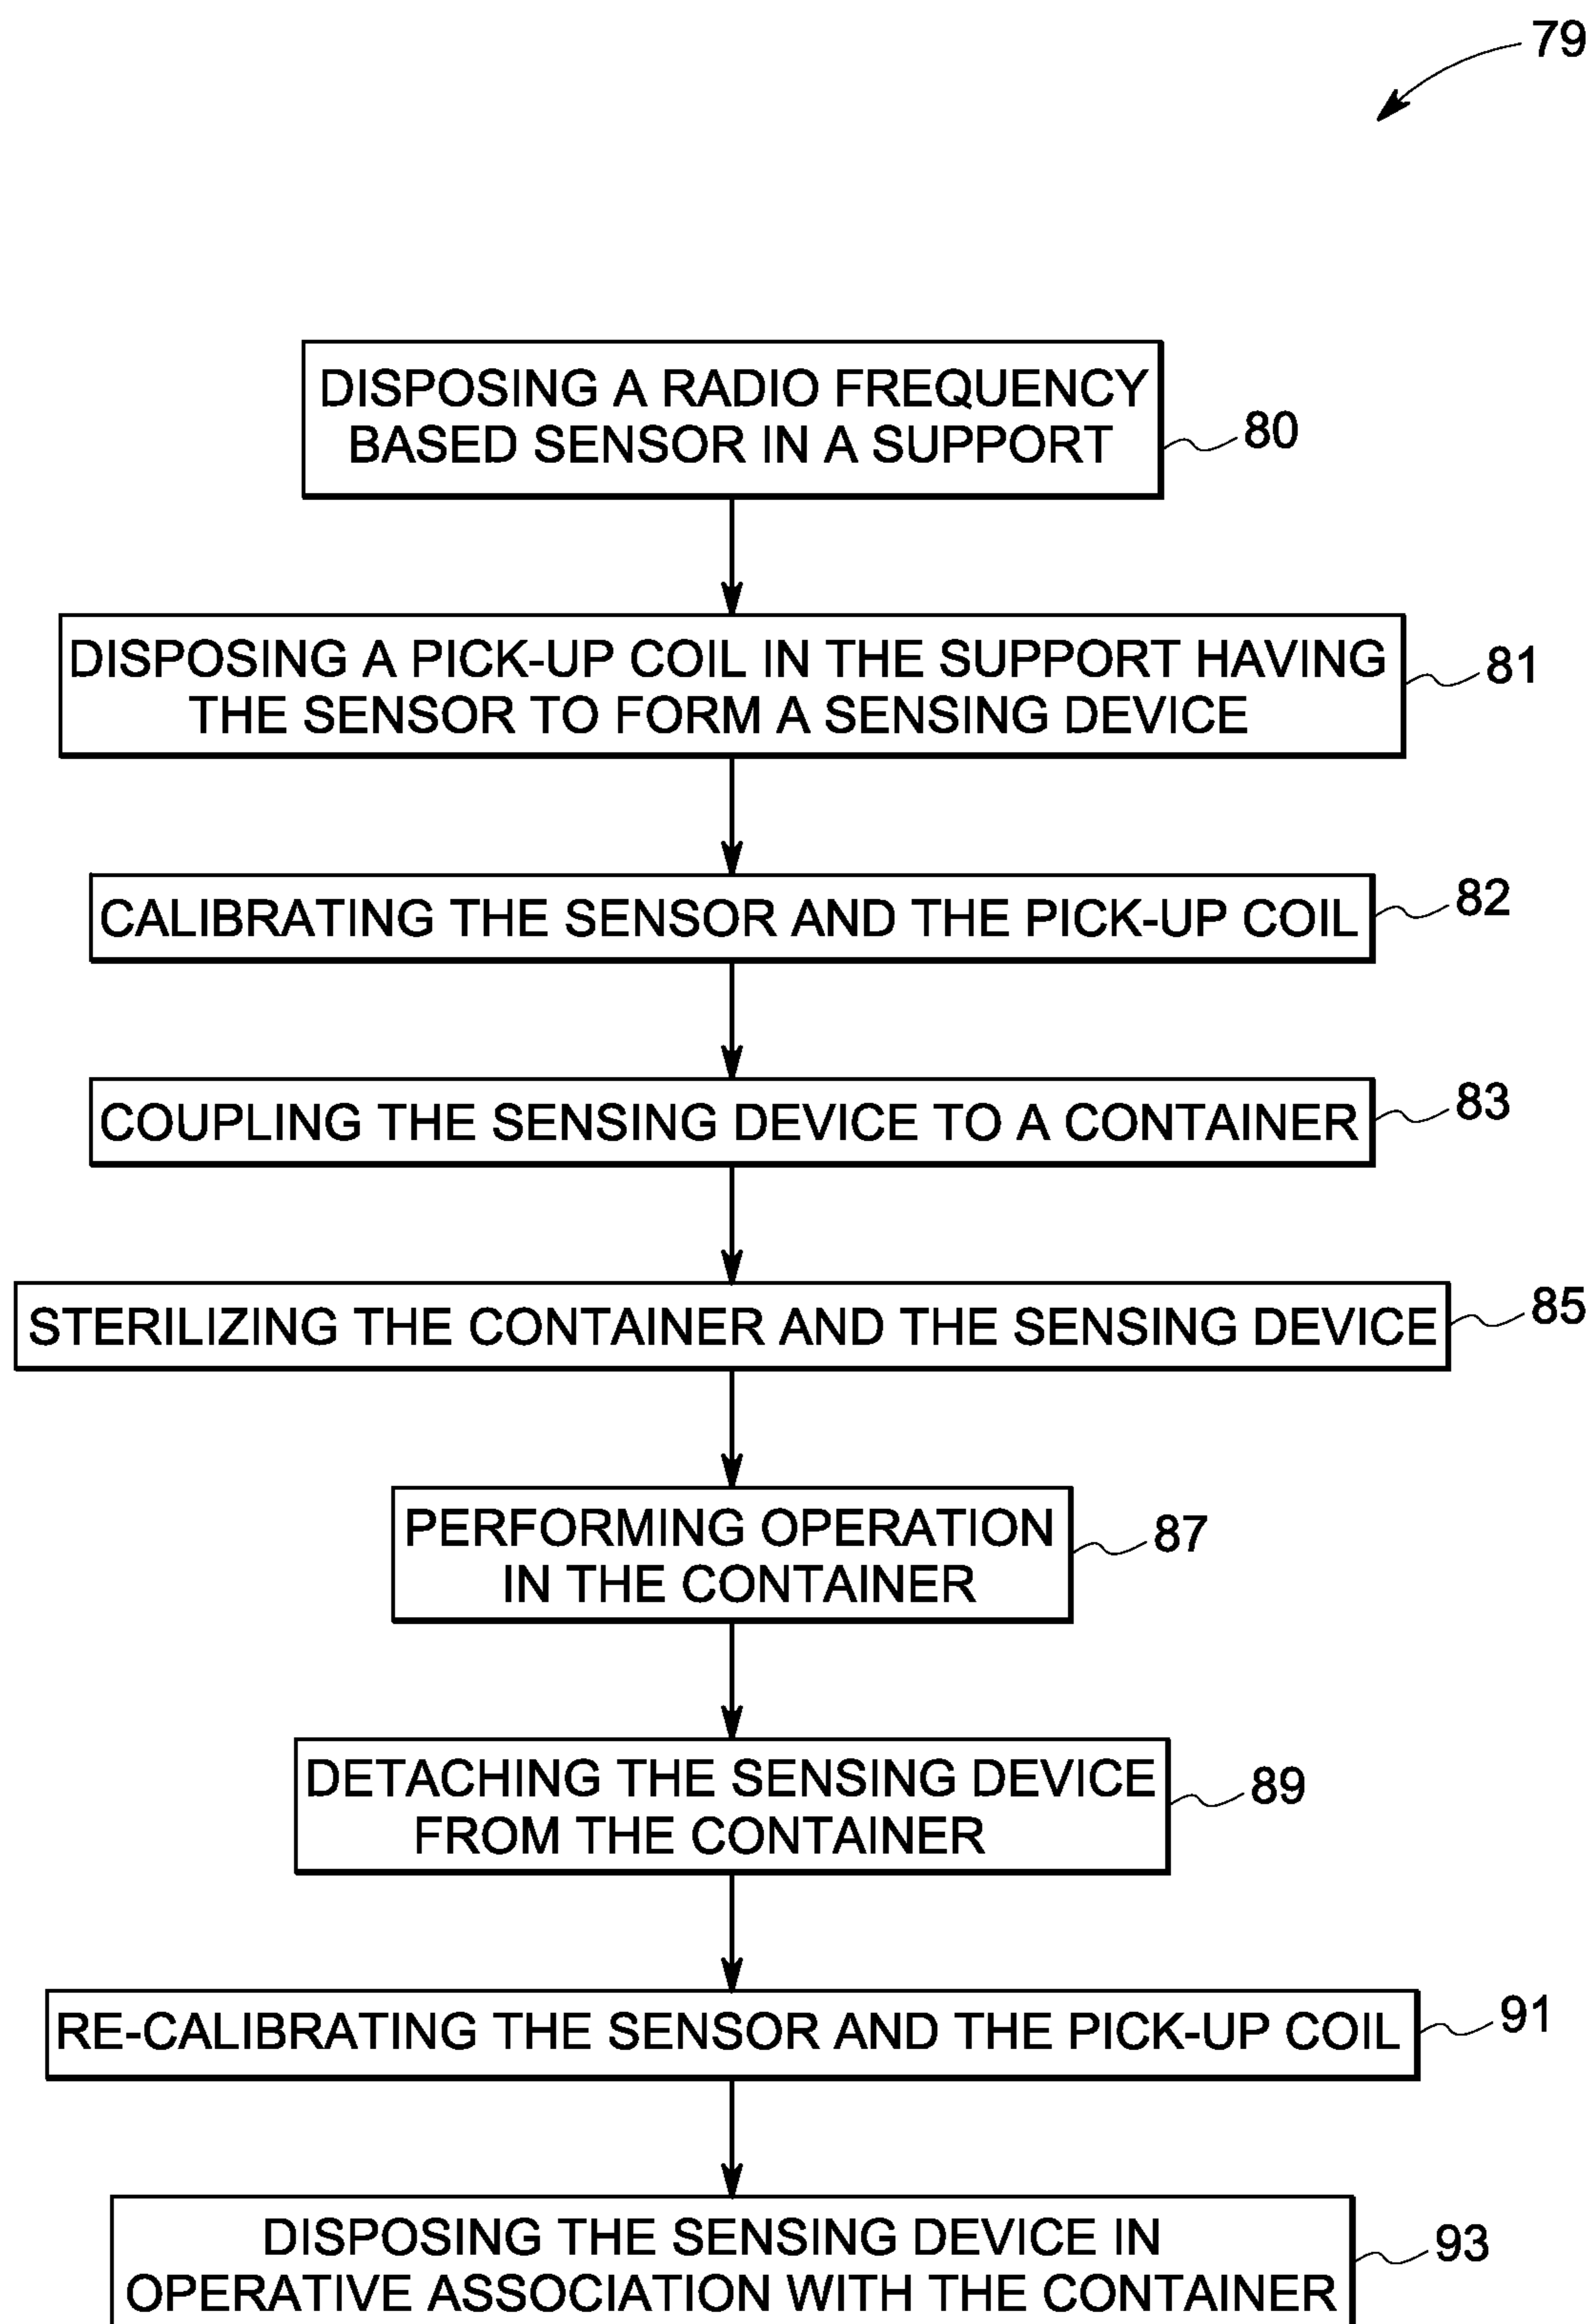 79
DISPOSING A RADIO FREQUENCY
BASED SENSOR IN A SUPPORT
80
DISPOSING A PICK-UP COIL IN THE SUPPORT HAVING
THE SENSOR TO FORM A SENSING DEVICE
81
CALIBRATING THE SENSOR AND THE PICK-UP COIL
82
COUPLING THE SENSING DEVICE TO A CONTAINER
83
STERILIZING THE CONTAINER AND THE SENSING DEVICE
85
PERFORMING OPERATION
IN THE CONTAINER
87
DETACHING THE SENSING DEVICE
FROM THE CONTAINER
89
RE-CALIBRATING THE SENSOR AND THE PICK-UP COIL
91
DISPOSING THE SENSING DEVICE IN
OPERATIVE ASSOCIATION WITH THE CONTAINER
93